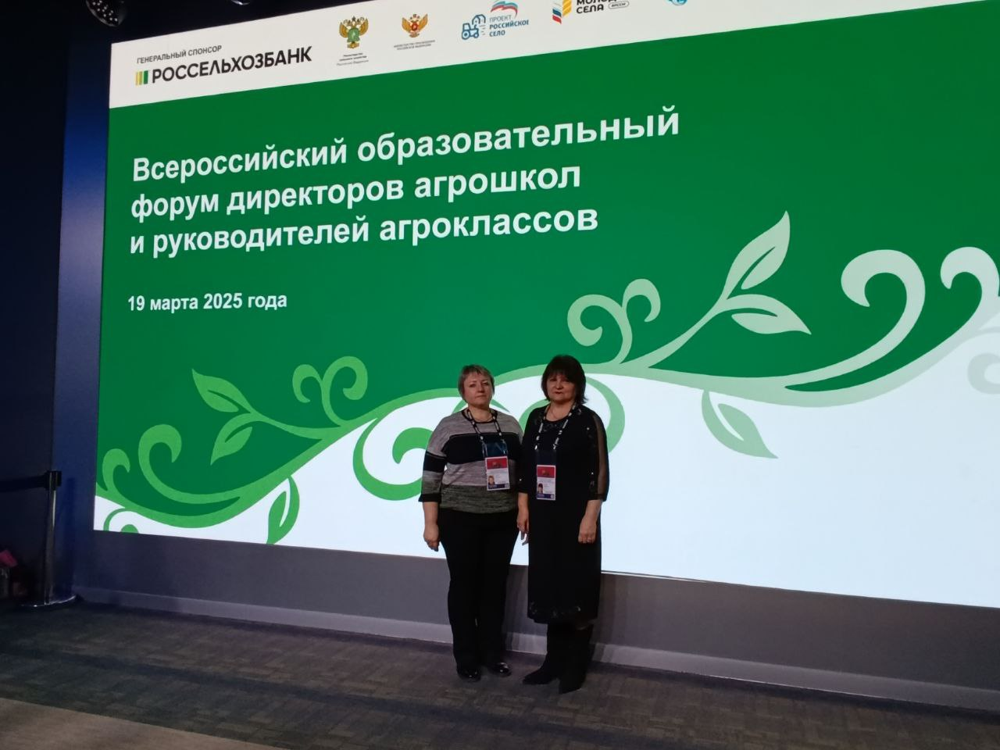 ГЕНЕРАЛЬНЫЙ СПОНСОР
РОССЕЛЬХОЗБАНК
ПРОЕКТ
РОССИЙСКОЕ
СЕЛО
СЕЛА
Всероссийский образовательный
форум директоров агрошкол
и руководителей агроклассов
19 марта 2025 года